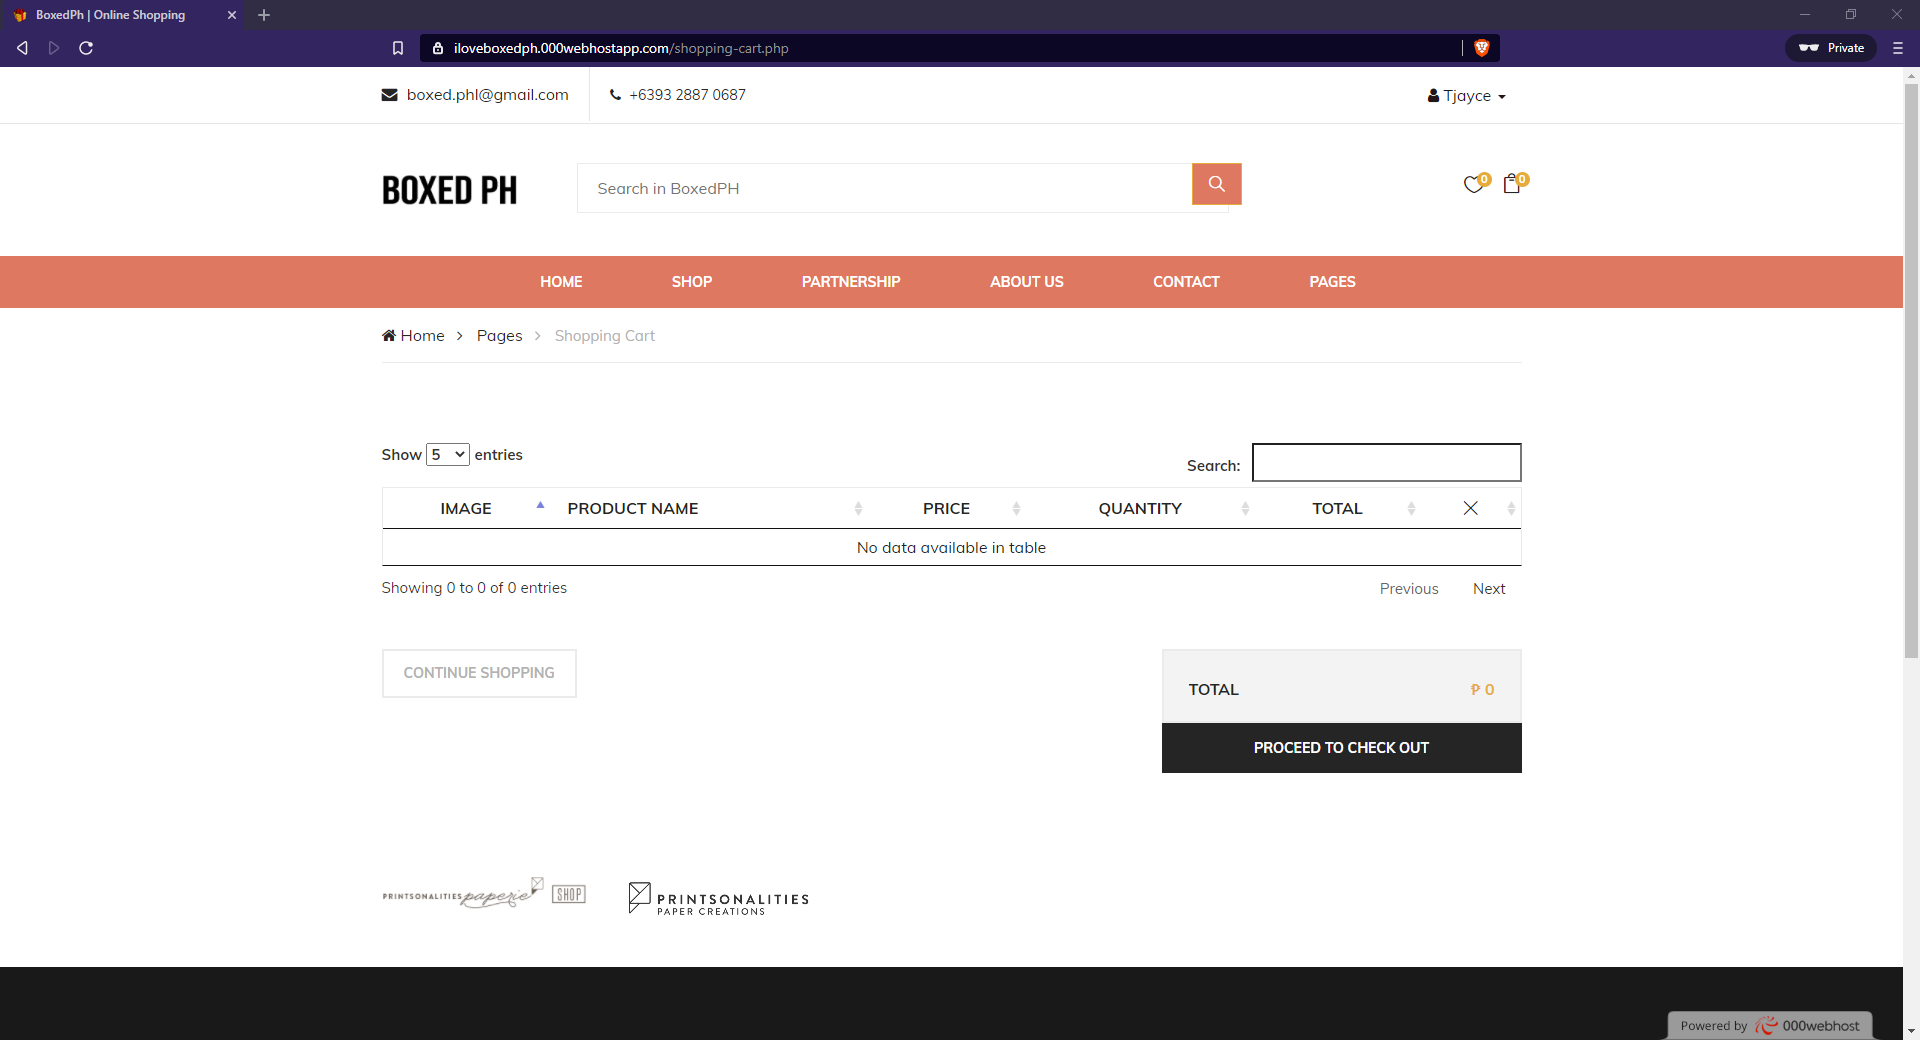 BoxedPh | Online Shopping
iloveboxedph.000webhostapp.com/shopping-cart.php
Private
boxed.phl@gmail.com
+6393 2887 0687
Tjayce
BOXED PH
Search in BoxedPH
0
0
HOME
SHOP
PARTNERSHIP
ABOUT US
CONTACT
PAGES
Home
Pages
Shopping Cart
Show 5 entries
Search:
IMAGE
PRODUCT NAME
PRICE
QUANTITY
TOTAL
No data available in table
Showing 0 to 0 of 0 entries
Previous
Next
CONTINUE SHOPPING
TOTAL
₱ 0
PROCEED TO CHECK OUT
PRINTSONALITIES paperie SHOP
PRINTSONALITIES
PAPER CREATIONS
Powered by 000webhost